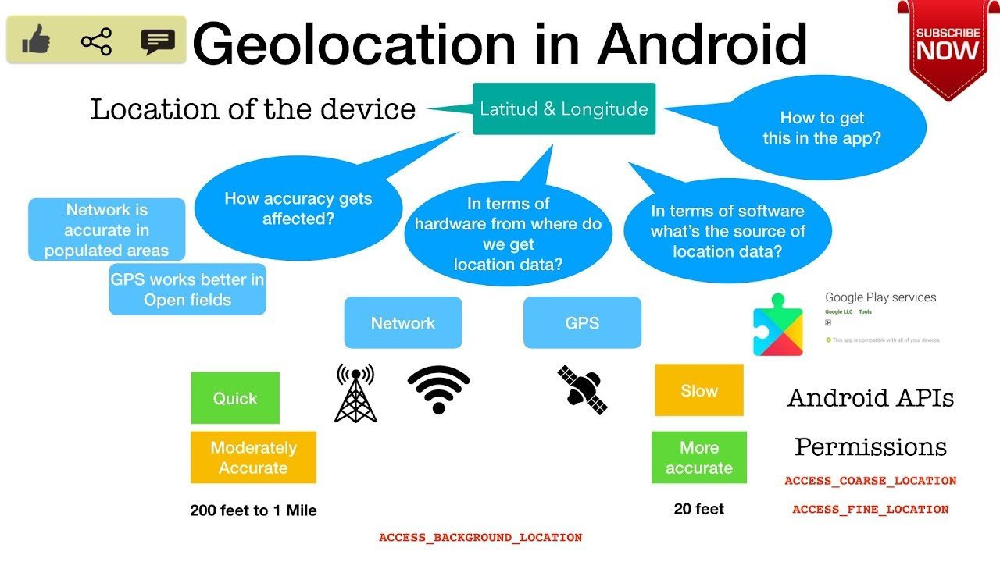 Geolocation in Android
SUBSCRIBE
NOW
Location of the device
Latitud & Longitude
How to get
this in the app?
How accuracy gets
affected?
In terms of
hardware from where do
we get
location data?
In terms of software
what's the source of
location data?
Network is
accurate in
populated areas
GPS works better in
Open fields
Network
GPS
Google Play services
Google LLC Tools
This app is compatible with all of your devices.
Quick
Slow
Android APIs
Moderately
Accurate
More
accurate
Permissions
ACCESS_COARSE_LOCATION
200 feet to 1 Mile
20 feet
ACCESS_FINE_LOCATION
ACCESS_BACKGROUND_LOCATION